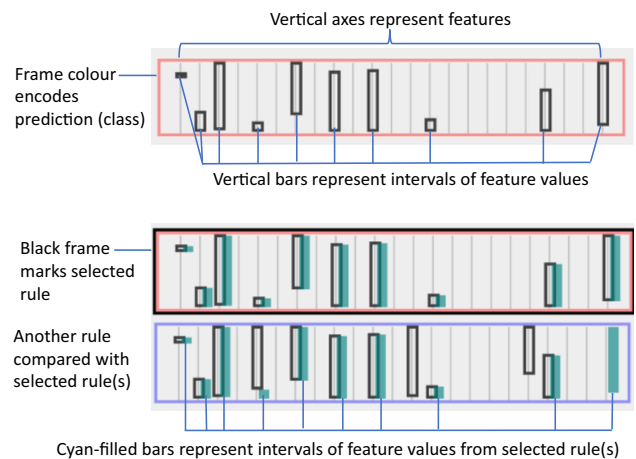 Vertical axes represent features
Frame colour
encodes
prediction (class)
Vertical bars represent intervals of feature values
Black frame
marks selected
rule
Another rule
compared with
selected rule(s)
Cyan-filled bars represent intervals of feature values from selected rule(s)